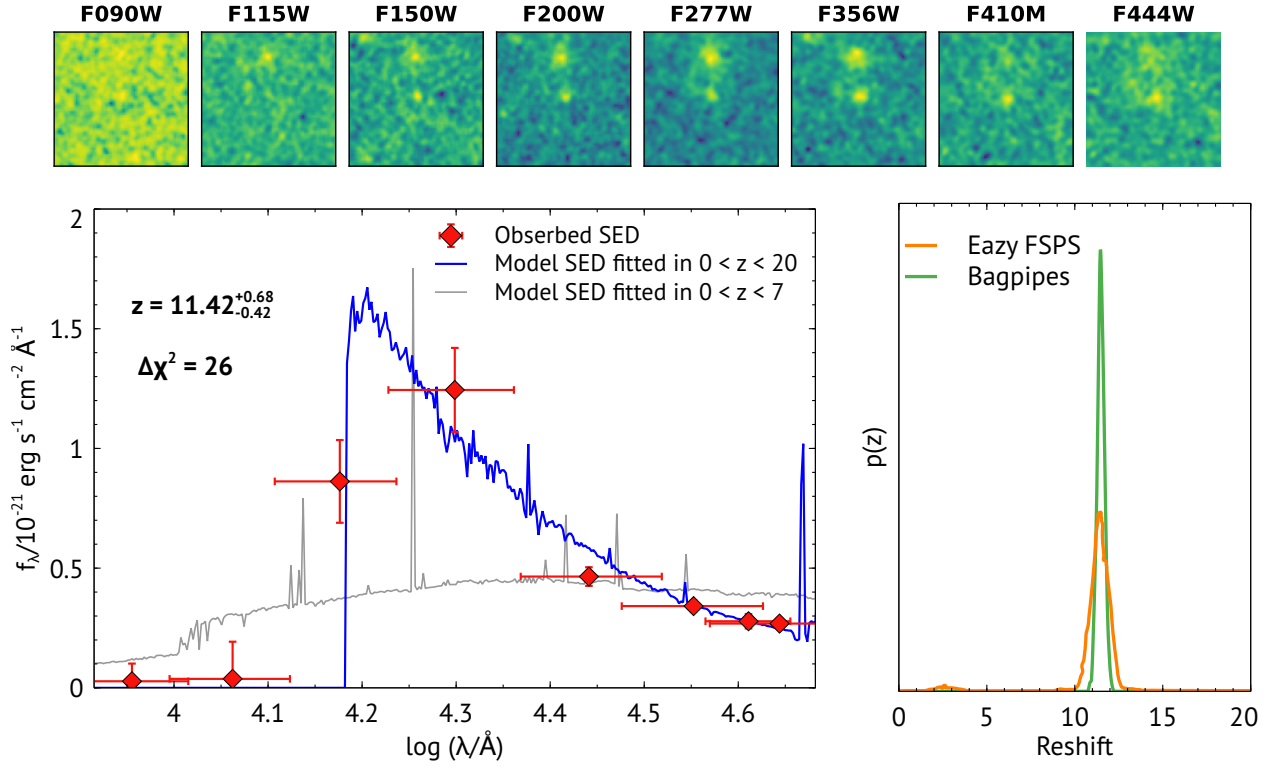 F090W F115W F150W F200W F277W F356W F410M F444W
Obserbed SED
Model SED fitted in 0 < z < 20
Model SED fitted in 0 < z < 7
z = 11.42+0.68-0.42
Δχ² = 26
fλ/10⁻²¹ erg s⁻¹ cm⁻² Å⁻¹
2
1.5
1
0.5
0
4 4.1 4.2 4.3 4.4 4.5 4.6
log (λ/Å)
Eazy FSPS
Bagpipes
p(z)
0 5 10 15 20
Reshift